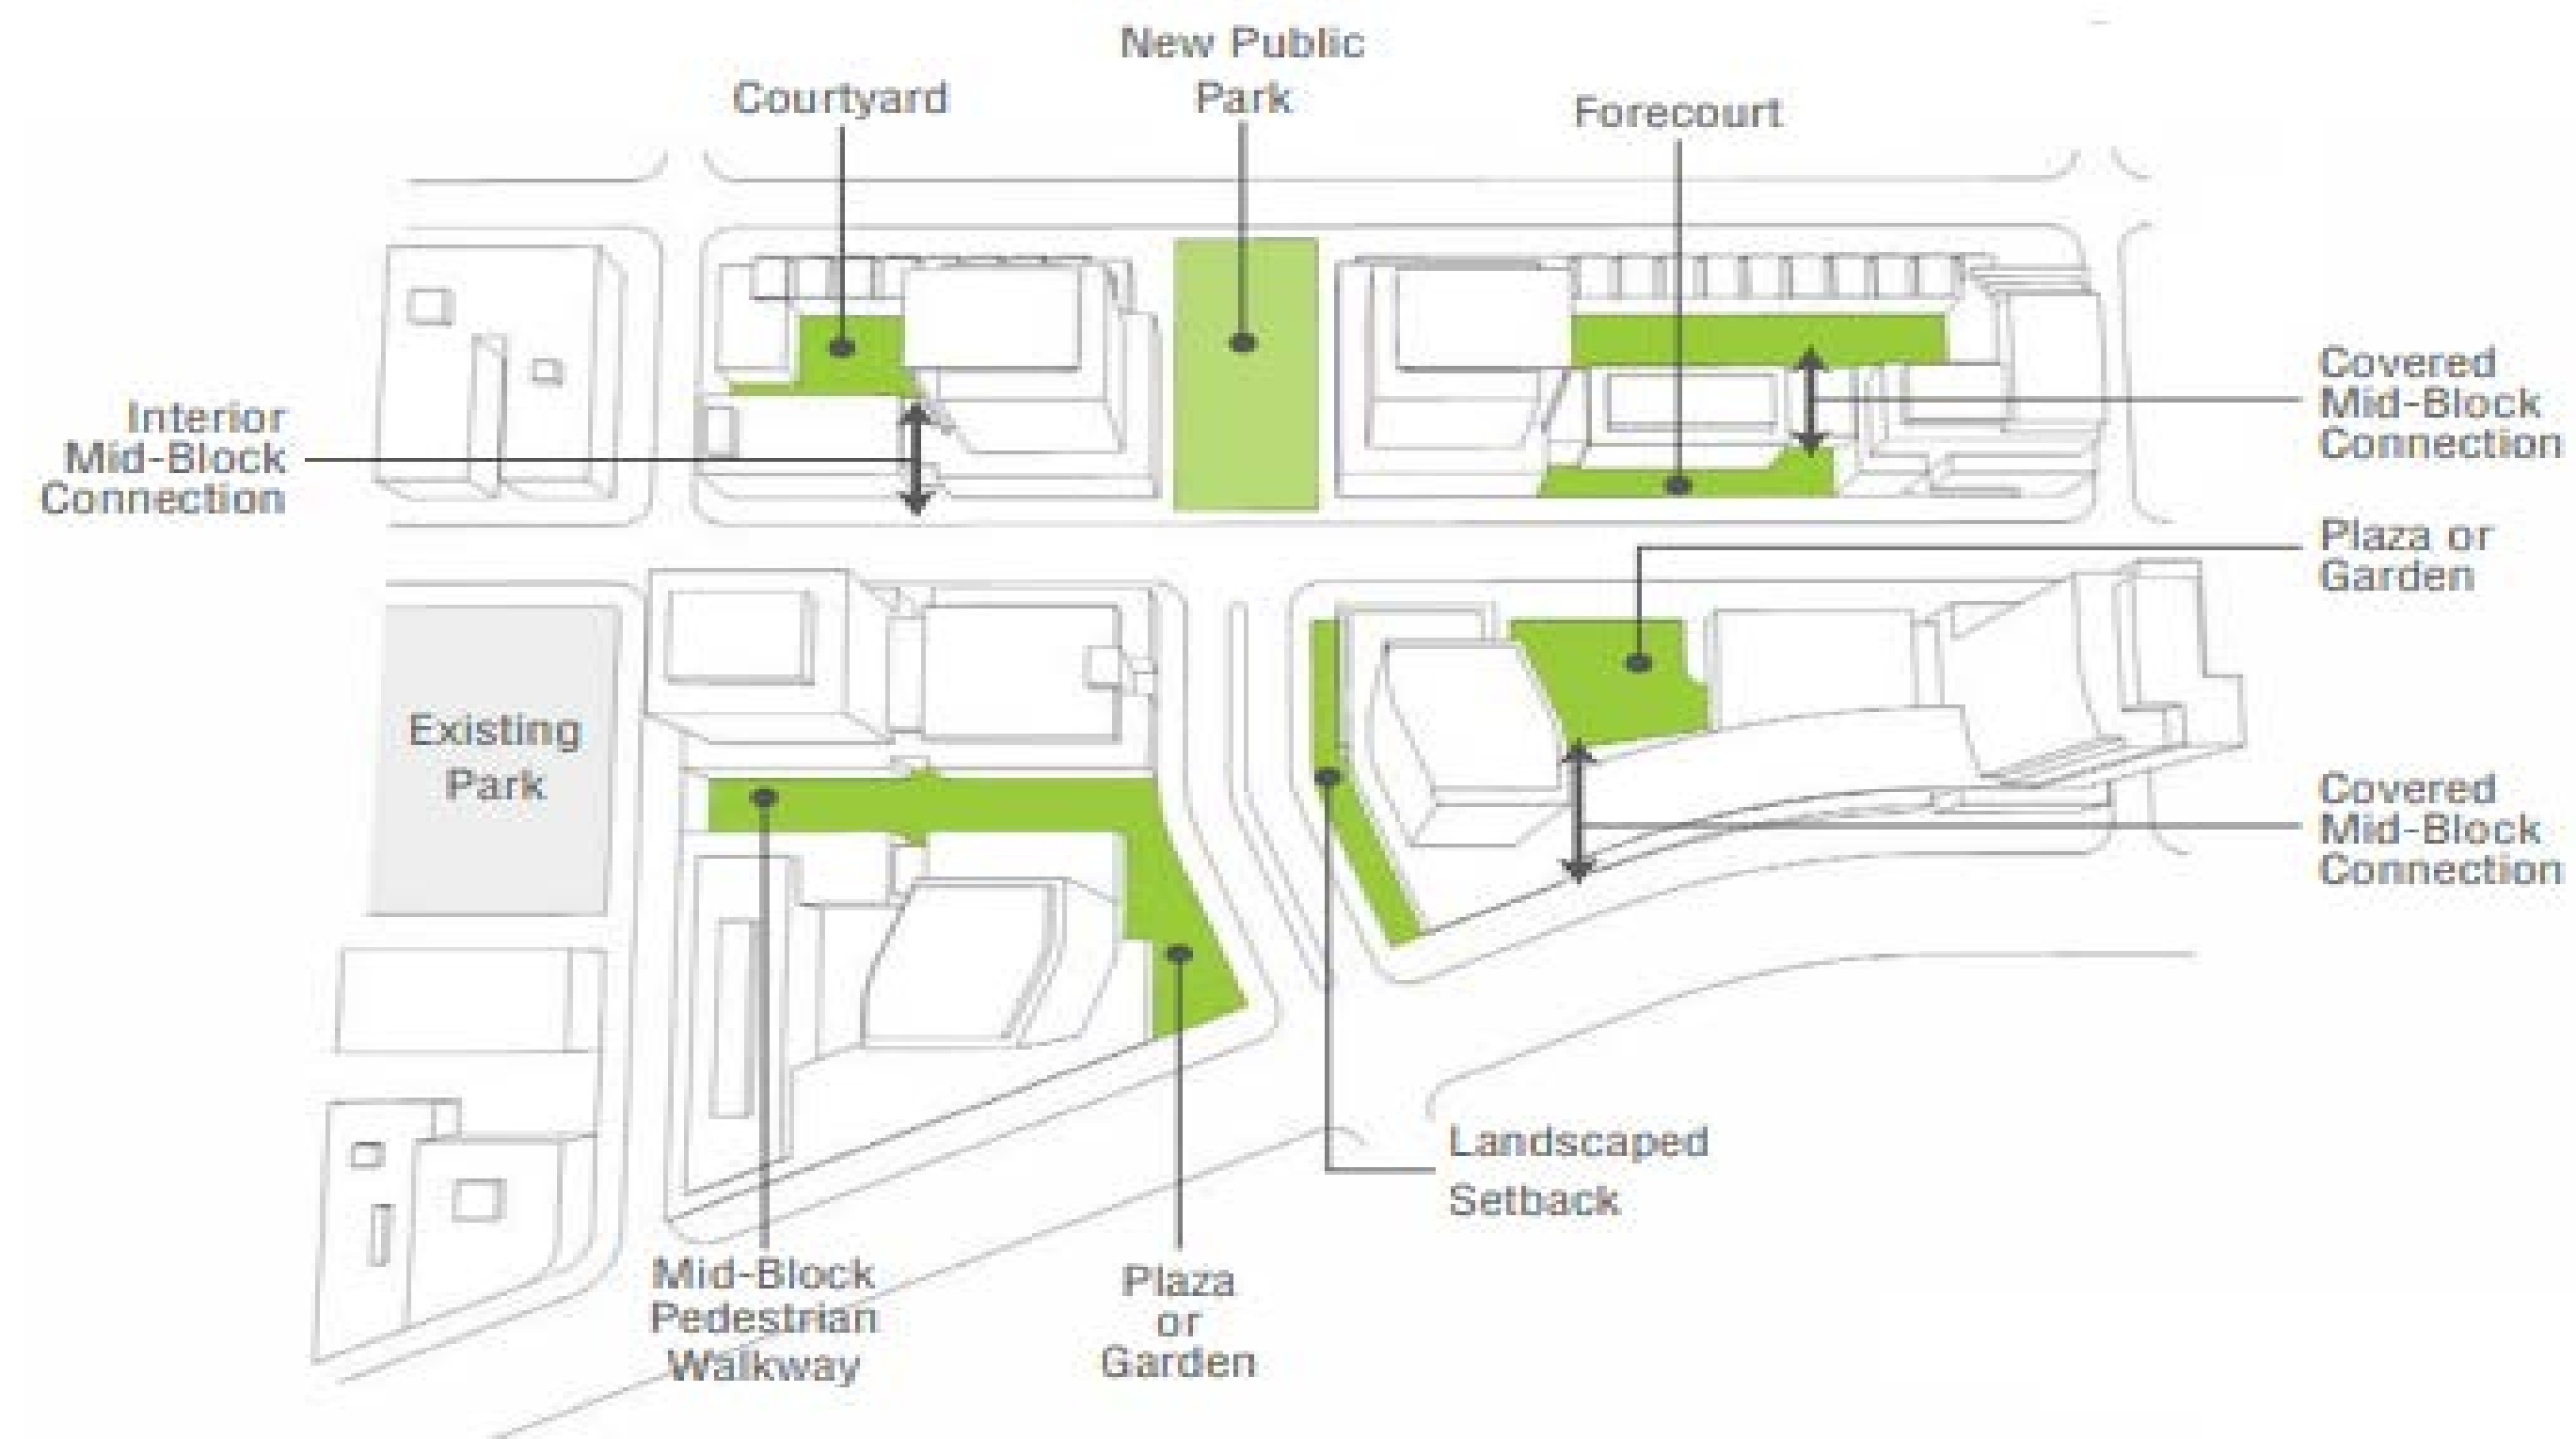 New Public
Park
Courtyard
Forecourt
Interior
Mid-Block
Connection
Covered
Mid-Block
Connection
Plaza or
Garden
Existing
Park
Covered
Mid-Block
Connection
Landscaped
Setback
Mid-Block
Pedestrian
Walkway
Plaza
or
Garden